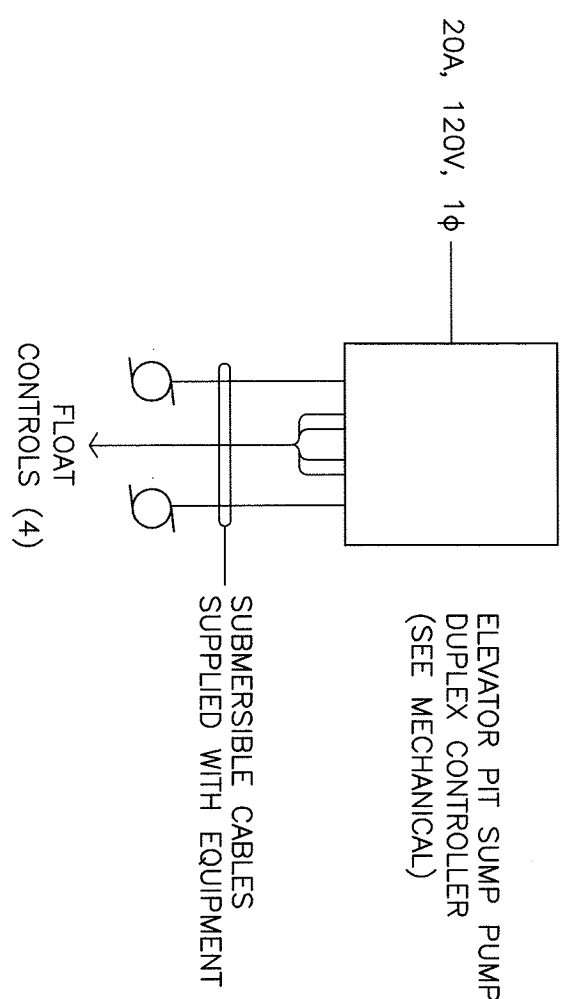 20A, 120V, 1ϕ
ELEVATOR PIT SUMP PUMP
DUPLEX CONTROLLER
(SEE MECHANICAL)
SUBMERSIBLE CABLES
SUPPLIED WITH EQUIPMENT
FLOAT
CONTROLS (4)